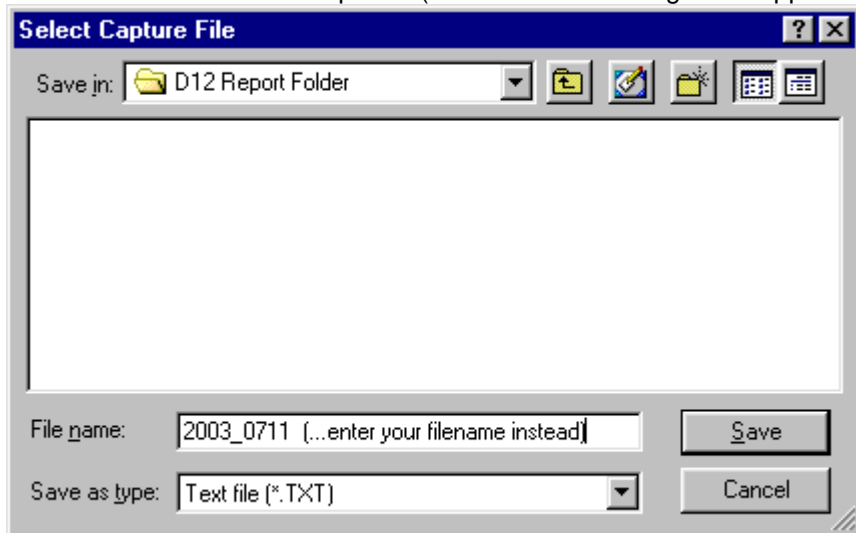 Select Capture File
Save in: D12 Report Folder
File name: 2003_0711 (...enter your filename instead)
Save
Save as type: Text file (*.TXT)
Cancel